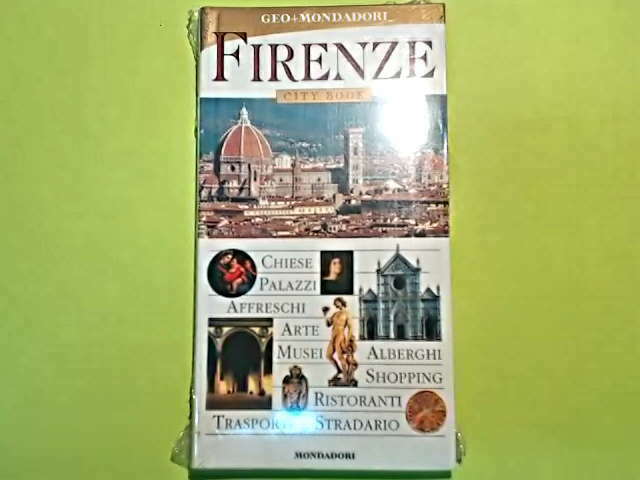 GEO+MONDADORI
FIRENZE
CITY BOOK
CHIESE
PALAZZI
AFFRESCHI
ARTE
MUSEI ALBERGHI
SHOPPING
RISTORANTI
STRADARIO
MONDADORI